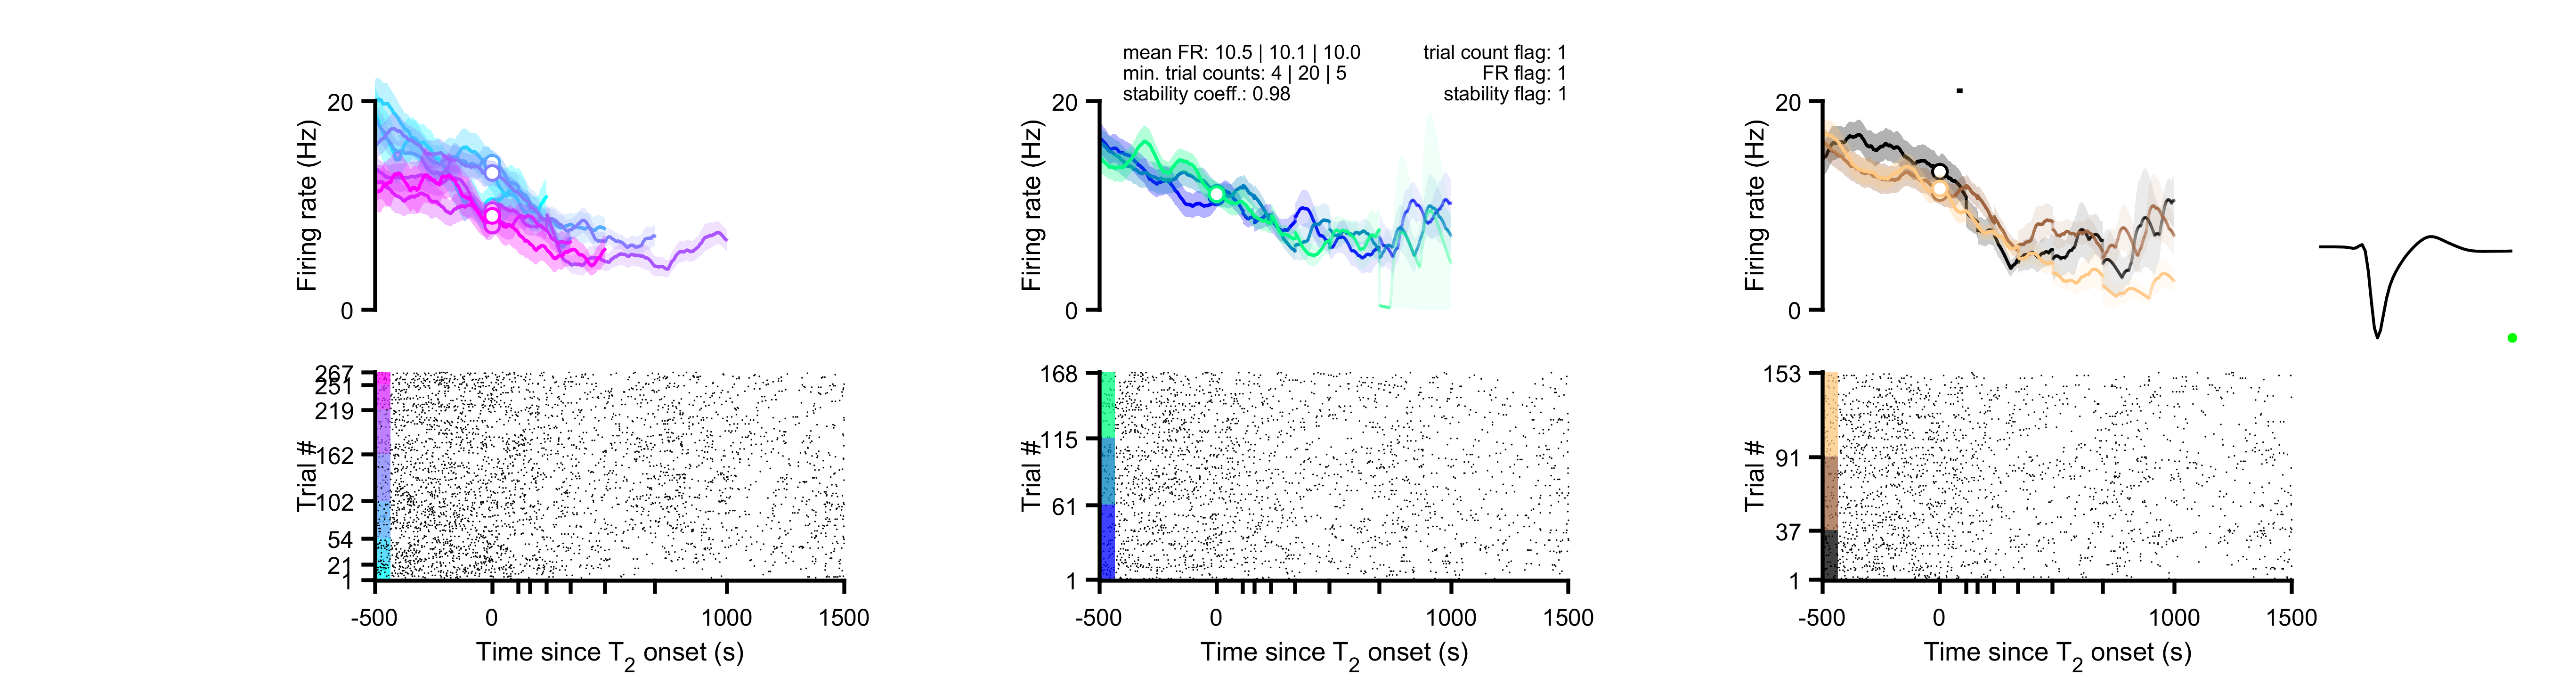 mean FR: 10.5 | 10.1 | 10.0
min. trial counts: 4 | 20 | 5
stability coeff.: 0.98
trial count flag: 1
FR flag: 1
stability flag: 1
20
0
Firing rate (Hz)
20
0
Firing rate (Hz)
20
0
Firing rate (Hz)
267
251
219
162
102
54
21
1
Trial #
-500
0
1000
1500
Time since T2 onset (s)
168
115
61
1
Trial #
-500
0
1000
1500
Time since T2 onset (s)
153
91
37
1
Trial #
-500
0
1000
1500
Time since T2 onset (s)